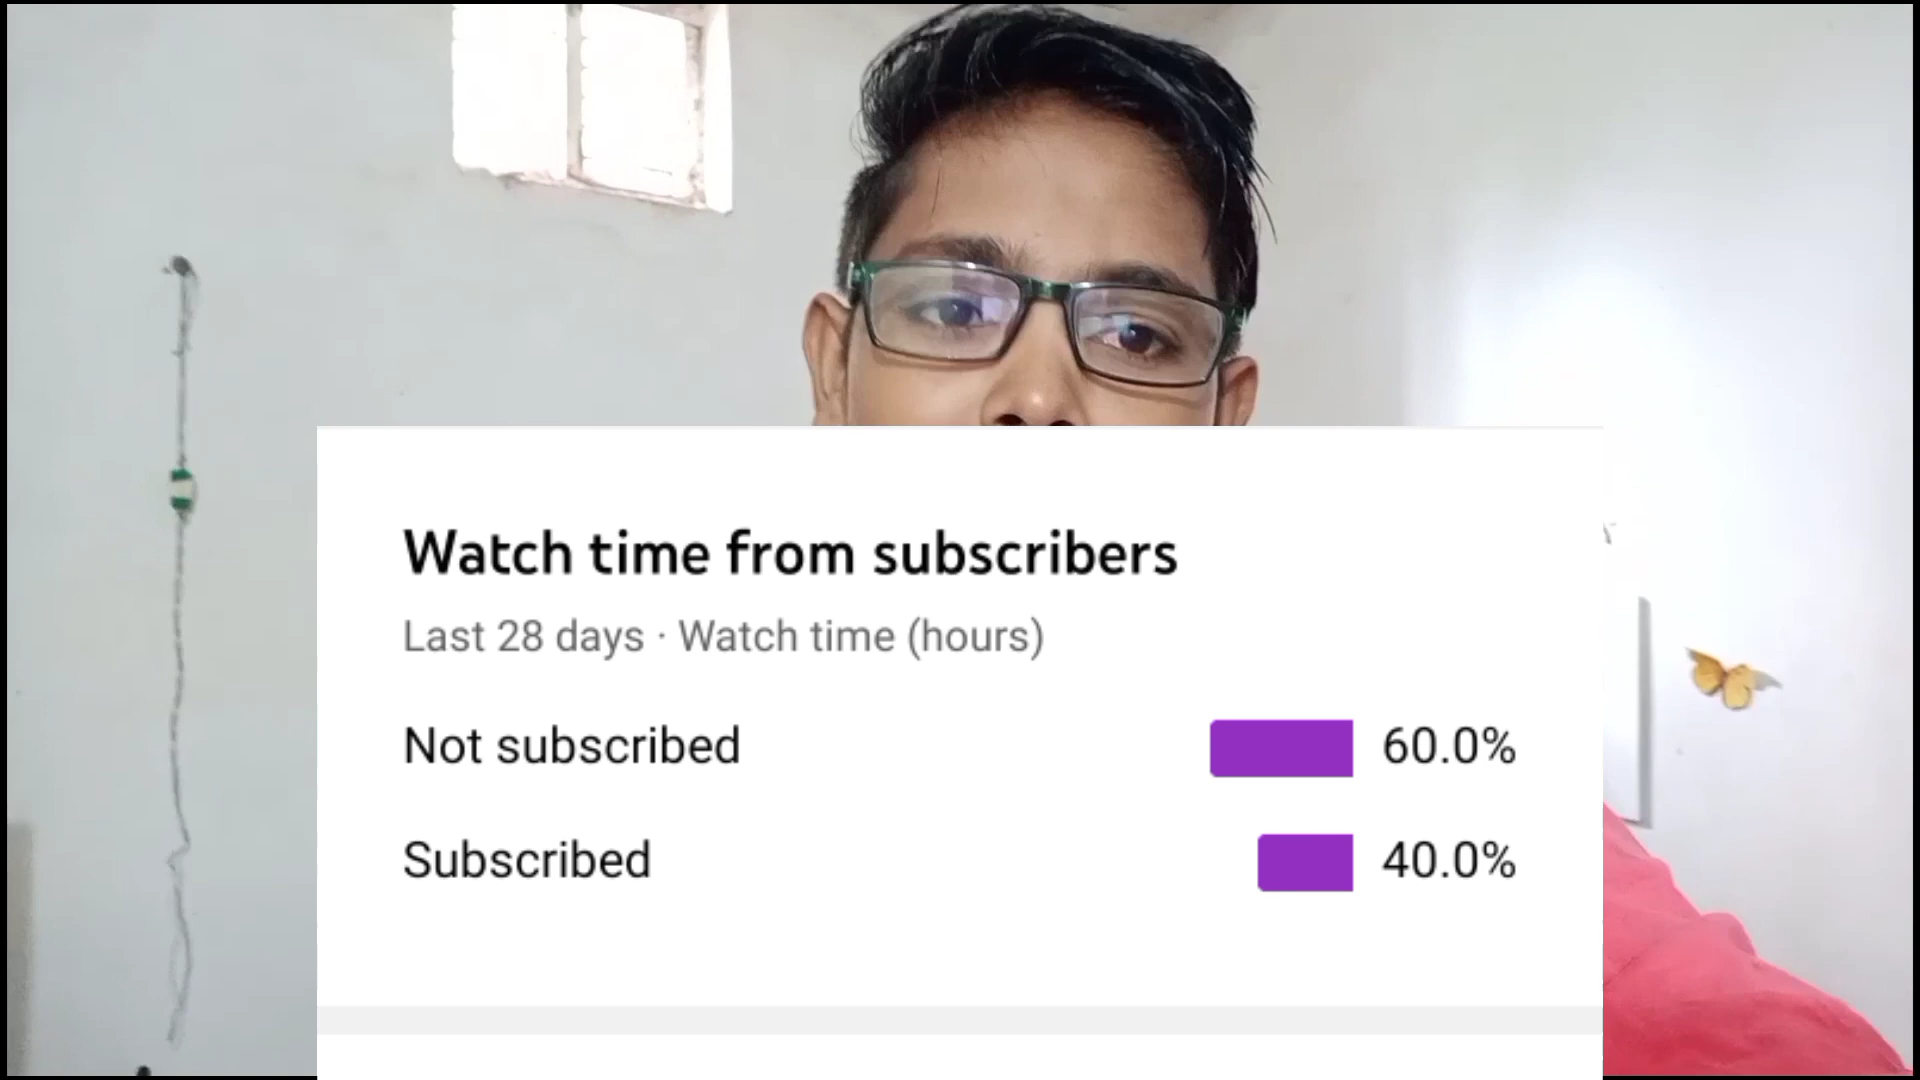 Watch time from subscribers
Last 28 days · Watch time (hours)
Not subscribed 60.0%
Subscribed 40.0%